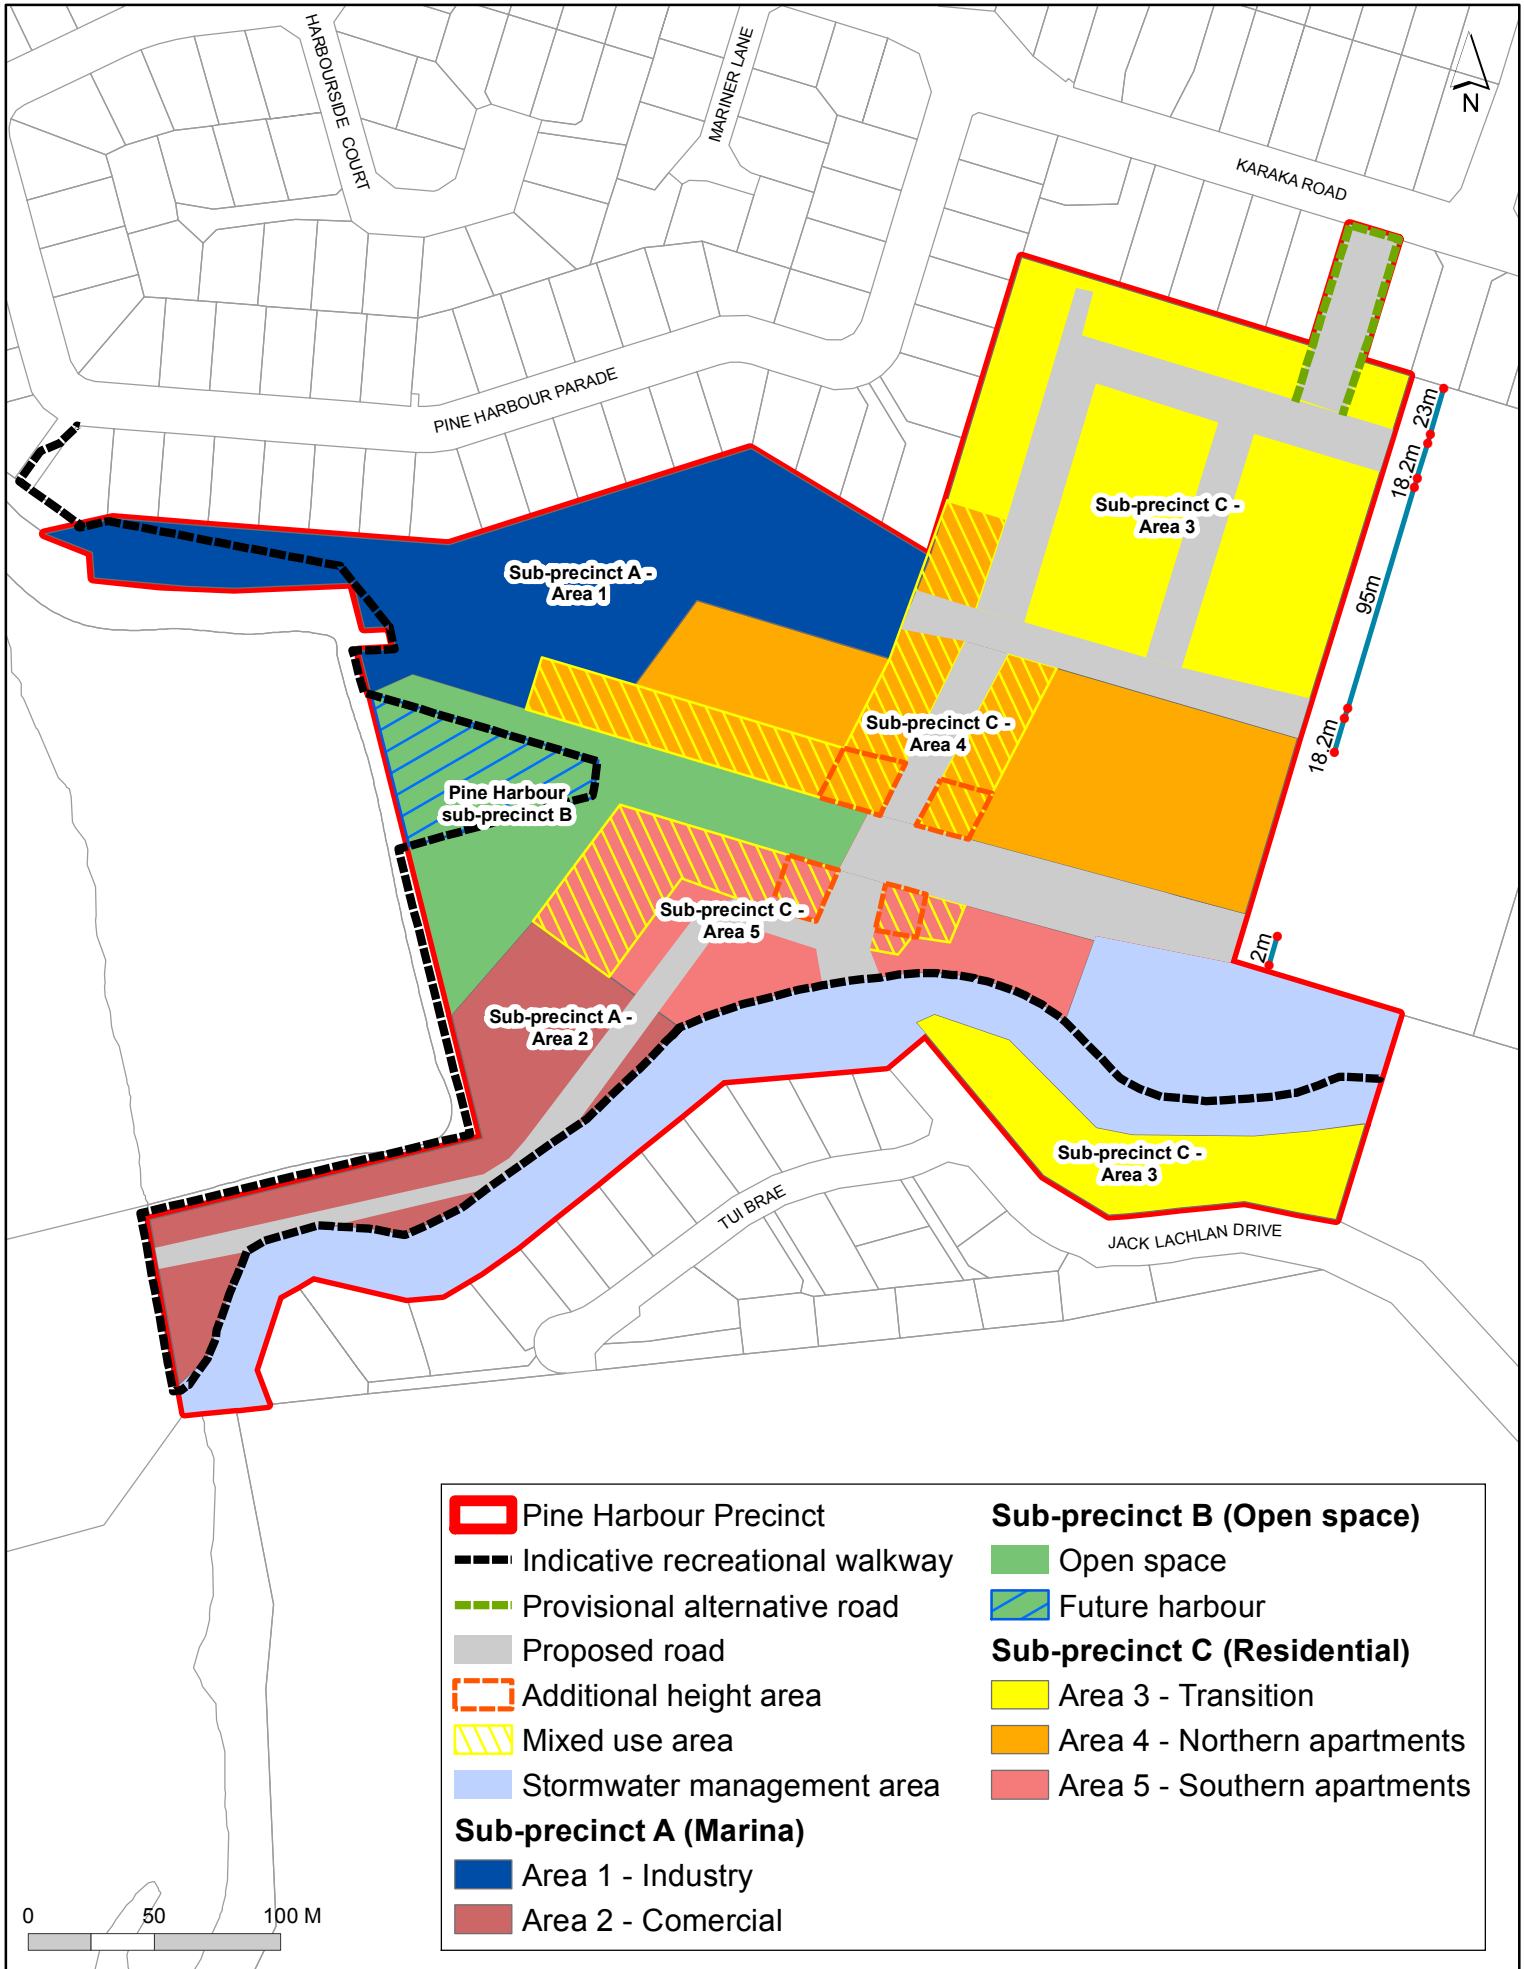 HARBOURSIDE COURT
MARINER LANE
N
KARAKA ROAD
PINE HARBOUR PARADE
23m
18.2m
95m
18.2m
2m
Sub-precinct C -
Area 3
Sub-precinct A -
Area 1
Sub-precinct C -
Area 4
Pine Harbour
sub-precinct B
Sub-precinct C -
Area 5
Sub-precinct A -
Area 2
Sub-precinct C -
Area 3
TUI BRAE
JACK LACHLAN DRIVE
Pine Harbour Precinct
Indicative recreational walkway
Provisional alternative road
Proposed road
Additional height area
Mixed use area
Stormwater management area
Sub-precinct A (Marina)
Area 1 - Industry
Area 2 - Comercial
Sub-precinct B (Open space)
Open space
Future harbour
Sub-precinct C (Residential)
Area 3 - Transition
Area 4 - Northern apartments
Area 5 - Southern apartments
0 50 100 M